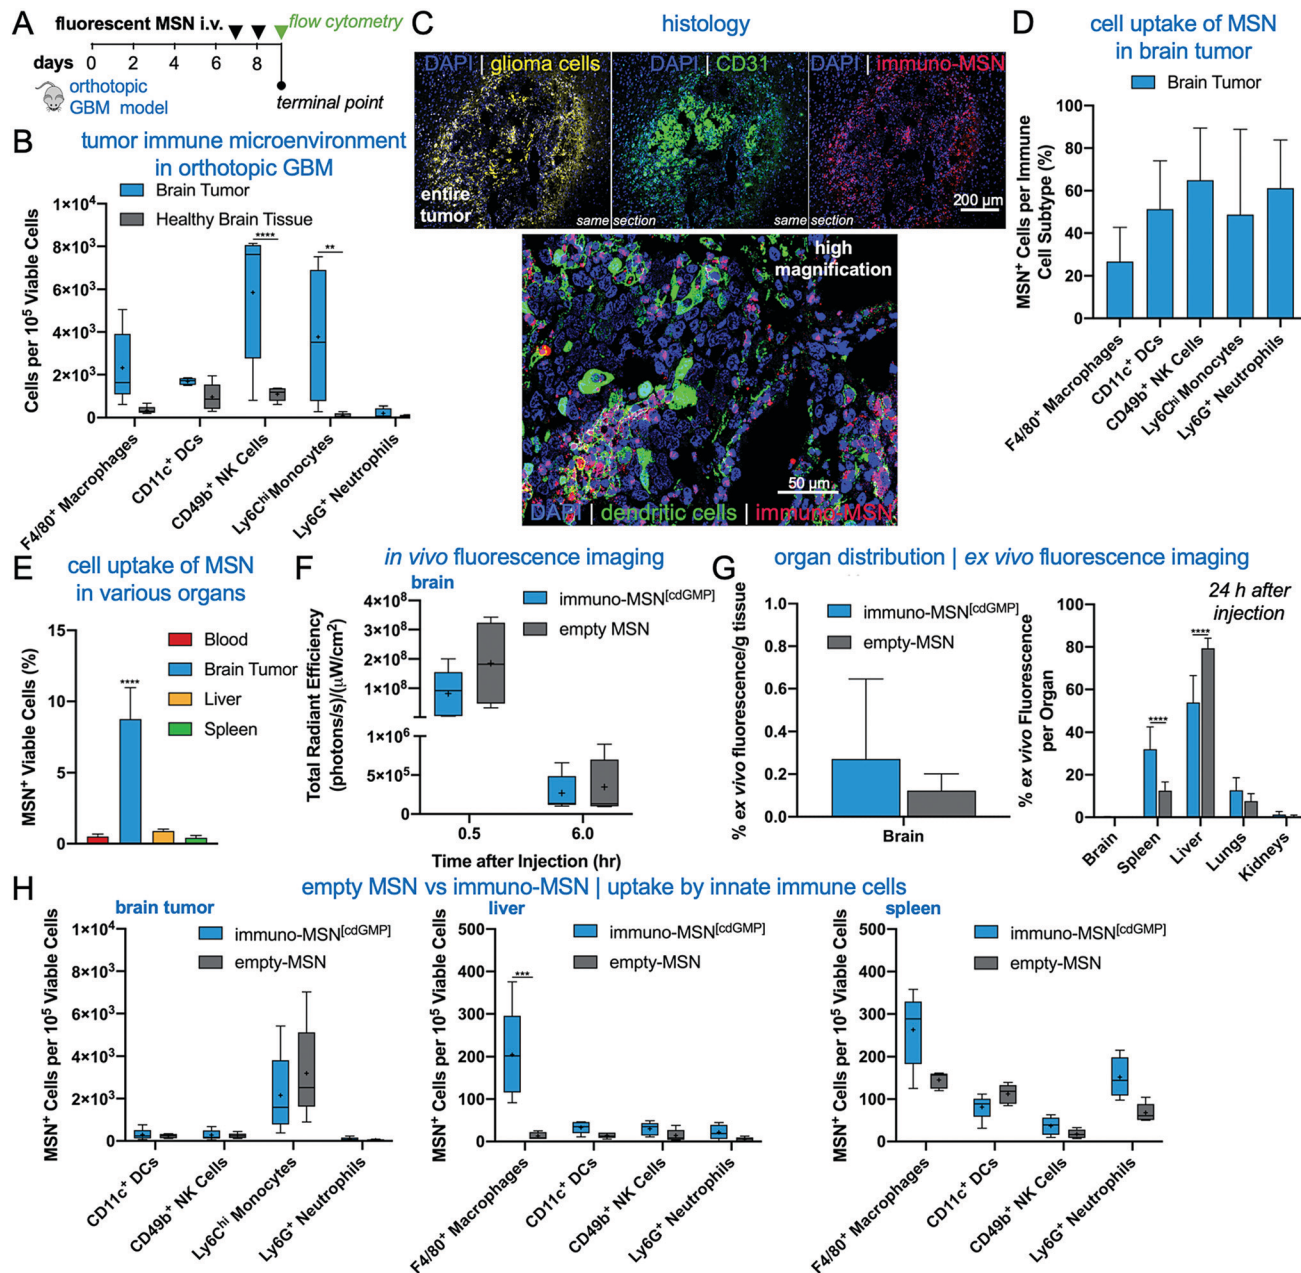 A
fluorescent MSN i.v.
flow cytometry
days
0 2 4 6 8
orthotopic
GBM model
terminal point
B
tumor immune microenvironment
in orthotopic GBM
Brain Tumor
Healthy Brain Tissue
Cells per 10⁵ Viable Cells
1×10⁴
8×10³
6×10³
4×10³
2×10³
0
****
**
F4/80⁺ Macrophages
CD11c⁺ DCs
CD49b⁺ NK Cells
Ly6Cʰⁱ Monocytes
Ly6G⁺ Neutrophils
C
histology
DAPI | glioma cells
DAPI | CD31
DAPI | immuno-MSN
entire
tumor
same section
same section
200 µm
high
magnification
50 µm
DAPI | dendritic cells | immuno-MSN
D
cell uptake of MSN
in brain tumor
Brain Tumor
MSN⁺ Cells per Immune
Cell Subtype (%)
100
80
60
40
20
0
F4/80⁺ Macrophages
CD11c⁺ DCs
CD49b⁺ NK Cells
Ly6Cʰⁱ Monocytes
Ly6G⁺ Neutrophils
E
cell uptake of MSN
in various organs
MSN⁺ Viable Cells (%)
15
10
5
0
****
Blood
Brain Tumor
Liver
Spleen
F
in vivo fluorescence imaging
brain
immuno-MSN[cdGMP]
empty MSN
Total Radiant Efficiency
(photons/s)/(µW/cm²)
4×10⁸
3×10⁸
2×10⁸
1×10⁸
1×10⁶
5×10⁵
0
0.5 6.0
Time after Injection (hr)
G
organ distribution | ex vivo fluorescence imaging
immuno-MSN[cdGMP]
empty-MSN
% ex vivo fluorescence/g tissue
1.0
0.8
0.6
0.4
0.2
0.0
Brain
24 h after
injection
% ex vivo Fluorescence
per Organ
100
80
60
40
20
0
****
****
Brain
Spleen
Liver
Lungs
Kidneys
H
empty MSN vs immuno-MSN | uptake by innate immune cells
brain tumor
immuno-MSN[cdGMP]
empty-MSN
MSN⁺ Cells per 10⁵ Viable Cells
1×10⁴
8×10³
6×10³
4×10³
2×10³
0
CD11c⁺ DCs
CD49b⁺ NK Cells
Ly6Cʰⁱ Monocytes
Ly6G⁺ Neutrophils
liver
immuno-MSN[cdGMP]
empty-MSN
MSN⁺ Cells per 10⁵ Viable Cells
500
400
300
200
100
0
***
F4/80⁺ Macrophages
CD11c⁺ DCs
CD49b⁺ NK Cells
Ly6G⁺ Neutrophils
spleen
immuno-MSN[cdGMP]
empty-MSN
MSN⁺ Cells per 10⁵ Viable Cells
500
400
300
200
100
0
F4/80⁺ Macrophages
CD11c⁺ DCs
CD49b⁺ NK Cells
Ly6G⁺ Neutrophils